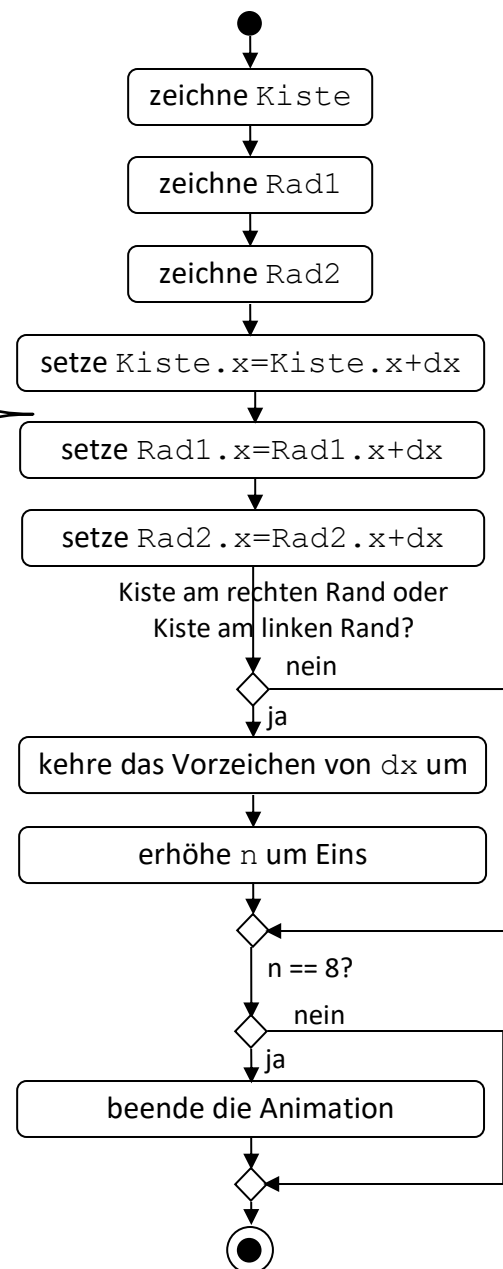 zeichne Kiste
zeichne Rad1
zeichne Rad2
setze Kiste.x=Kiste.x+dx
setze Rad1.x=Rad1.x+dx
setze Rad2.x=Rad2.x+dx
Kiste am rechten Rand oder
Kiste am linken Rand?
nein
ja
kehre das Vorzeichen von dx um
erhöhe n um Eins
n == 8?
nein
ja
beende die Animation